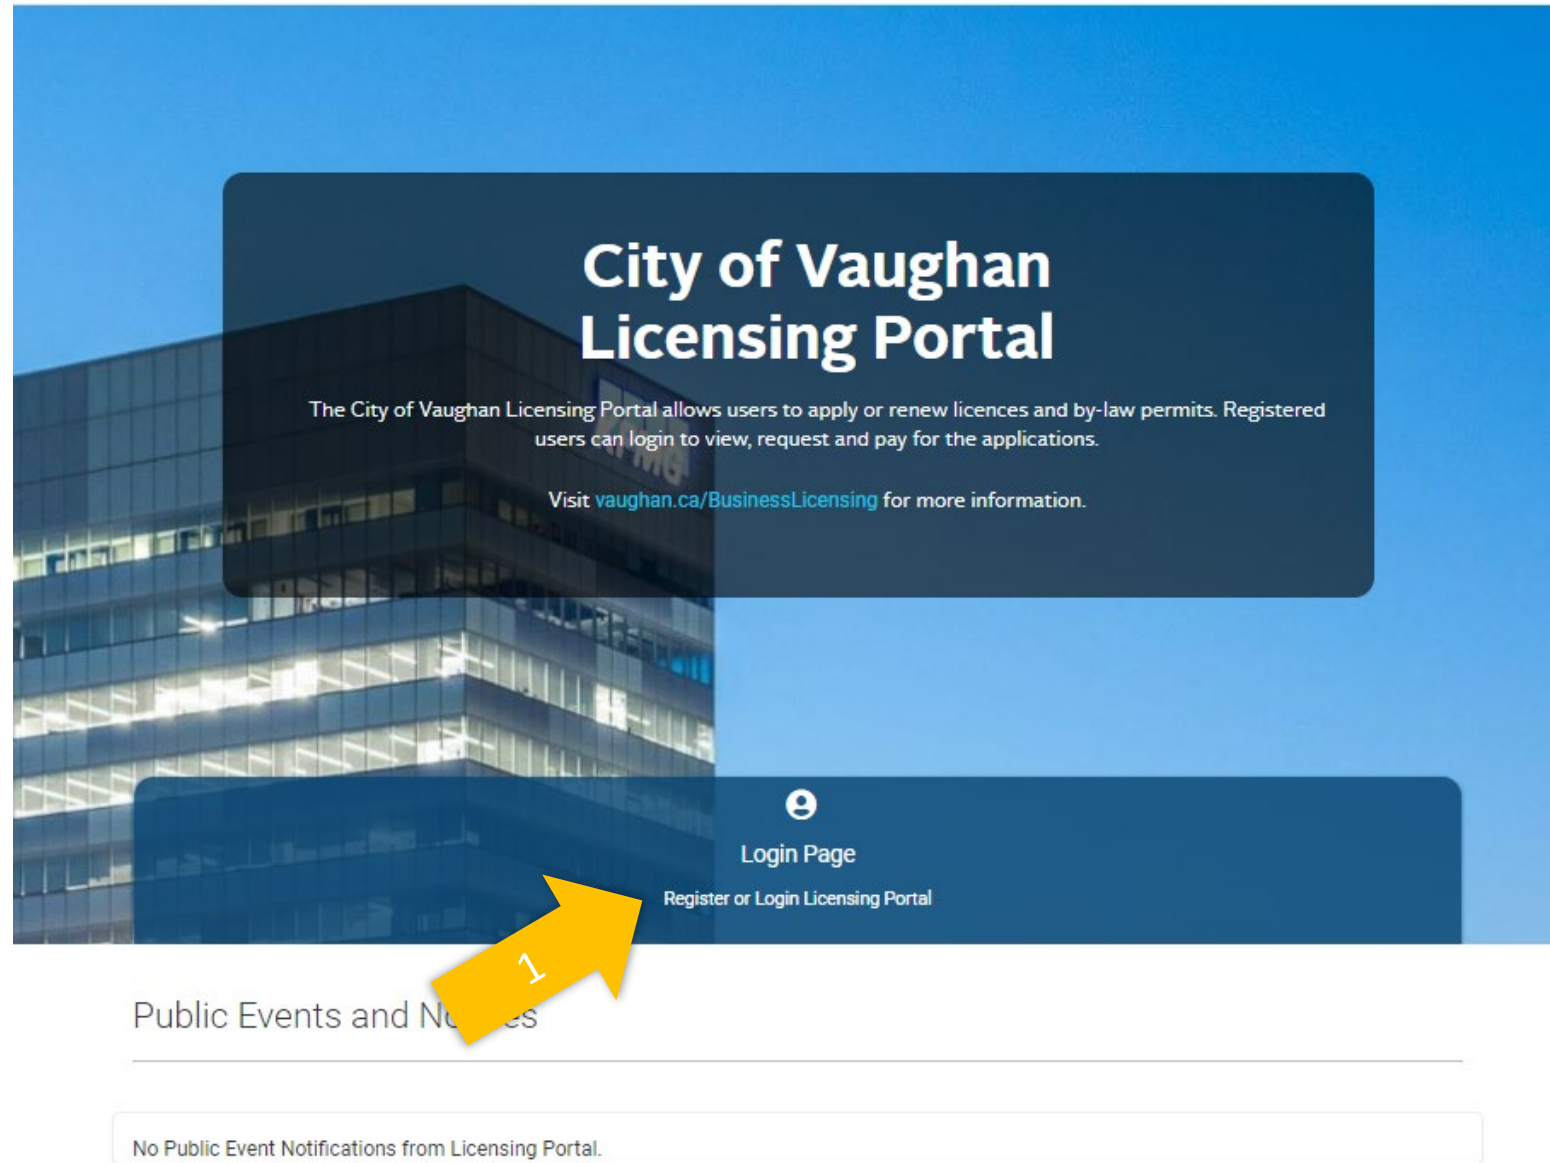 City of Vaughan
Licensing Portal
The City of Vaughan Licensing Portal allows users to apply or renew licences and by-law permits. Registered
users can login to view, request and pay for the applications.
Visit vaughan.ca/BusinessLicensing for more information.
KPMG
Login Page
Register or Login Licensing Portal
1
Public Events and
No Public Event Notifications from Licensing Portal.